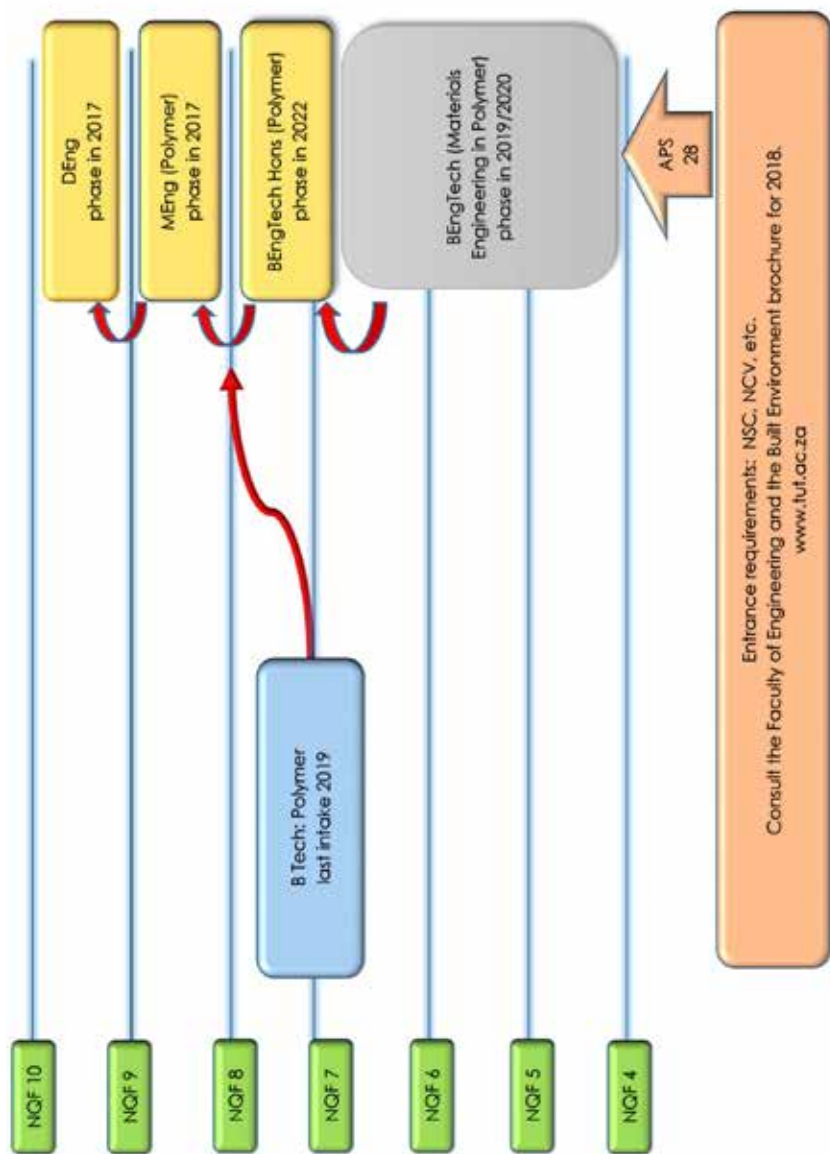 NQF 10
NQF 9
NQF 8
NQF 7
NQF 6
NQF 5
NQF 4
B Tech: Polymer
last intake 2019
DEng
phase in 2017
MEng (Polymer)
phase in 2017
BEngTech Hons (Polymer)
phase in 2022
BEngTech (Materials
Engineering in Polymer)
phase in 2019/2020
APS
28
Entrance requirements: NSC, NCV, etc.
Consult the Faculty of Engineering and the Built Environment brochure for 2018.
www.tut.ac.za